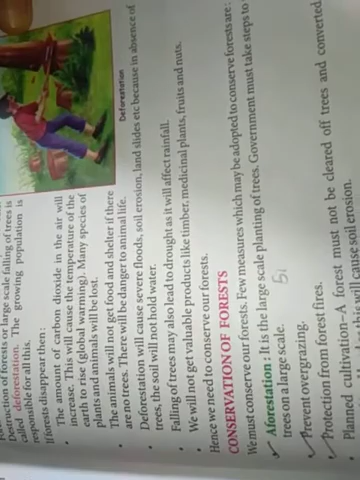 Destruction of forests or large scale falling of trees is
called deforestation. The growing population is
responsible for all this.
If forests disappear the :
• The amount of carbon dioxide in the air will
increase. This will cause the temperature of the
earth to rise (global warming). Many species of
plants and animals will be lost.
Deforestation
• The animals will not get food and shelter if there
are no trees. There will be danger to animal life.
• Deforestation will cause severe floods, soil erosion, land slides etc because in absence of
trees, the soil will not hold water.
• Falling of trees may also lead to drought as it will affect rainfall.
• We will not get valuable products like timber, medicinal plants, fruits and nuts.
Hence we need to conserve our forests.
CONSERVATION OF FORESTS
We must conserve our forests. Few measures which may be adopted to conserve forests are :
Aforestation : It is the large scale planting of trees. Government must take steps to
trees on a large scale.
Prevent overgrazing.
Protection from forest fires.
• Planned cultivation–A forest must not be cleared off trees and converted
this will cause soil erosion.